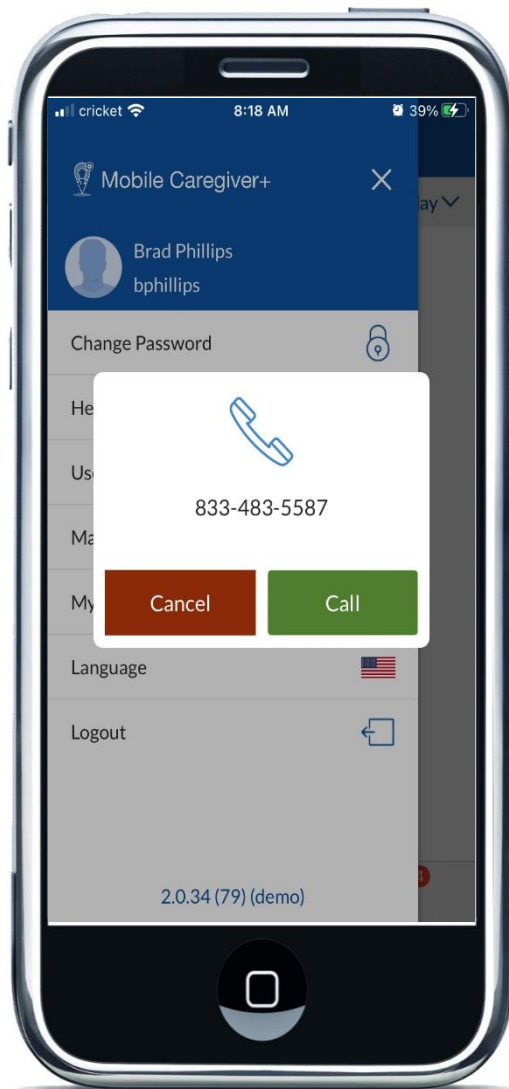 cricket 8:18 AM 39%
Mobile Caregiver+
ay
Brad Phillips
bphillips
Change Password
He
Use
Ma
My
833-483-5587
Cancel Call
Language
Logout
2.0.34 (79) (demo)